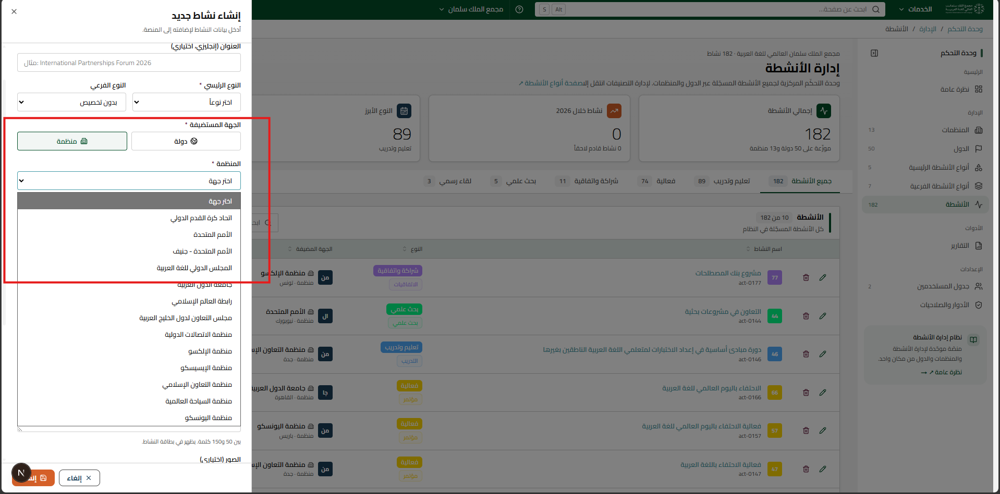 الخدمات
ابحث عن صفحة...
Alt
S
مجمع الملك سلمان
وحدة التحكم / الإدارة / الأنشطة
وحدة التحكم
الرئيسية
نظرة عامة
الإدارة
المنظمات 13
الدول 50
أنواع الأنشطة الرئيسية 5
أنواع الأنشطة الفرعية 7
الأنشطة 182
الأدوات
التقارير
الإعدادات
جدول المستخدمين 2
الأدوار والصلاحيات
نظام إدارة الأنشطة
منصّة موحّدة لإدارة الأنشطة
والمنظمات والدول من مكان واحد.
نظرة عامة ↗ →
مجمع الملك سلمان العالمي للغة العربية · 182 نشاط
إدارة الأنشطة
وحدة التحكّم المركزية لجميع الأنشطة المسجّلة عبر الدول والمنظمات. لإدارة التصنيفات انتقل إلى صفحة أنواع الأنشطة ↗
إجمالي الأنشطة
182
موزّعة على 50 دولة و13 منظمة
نشاط خلال 2026
0
0 نشاط قادم لاحقاً
النوع الأبرز
89
تعليم وتدريب
جميع الأنشطة 182
تعليم وتدريب 89
فعالية 74
شراكة واتفاقية 11
بحث علمي 5
لقاء رسمي 3
الأنشطة 10 من 182
كل الأنشطة المسجّلة في النظام
ابحـ
اسم النشاط
النوع
الجهة المضيفة
77 مشروع بنك المصطلحات
act-0177
شراكة واتفاقية
الاتفاقيات
من منظمة الإلكسو
منظمة · تونس
44 التعاون في مشروعات بحثية
act-0144
بحث علمي
بحث علمي
ال الأمم المتحدة
منظمة · نيويورك
46 دورة مبادئ أساسية في إعداد الاختبارات لمتعلمي اللغة العربية الناطقين بغيرها
act-0146
تعليم وتدريب
التدريب
من منظمة التعاون الإس
منظمة · جدة
66 الاحتفاء باليوم العالمي للغة العربية
act-0166
فعالية
مؤتمر
جا جامعة الدول العربية
منظمة · القاهرة
57 فعالية الاحتفاء باليوم العالمي للغة العربية
act-0157
فعالية
مؤتمر
من منظمة اليونسكو
منظمة · باريس
47 فعالية الاحتفاء باللغة العربية
act-0147
فعالية
مؤتمر
من منظمة التعاون الإس
منظمة · جدة
إنشاء نشاط جديد
أدخل بيانات النشاط لإضافته إلى المنصة.
العنوان (إنجليزي، اختياري)
مثال: International Partnerships Forum 2026
النوع الرئيسي *
اختر نوعاً
النوع الفرعي
بدون تخصيص
الجهة المستضيفة *
دولة
منظمة
المنظمة *
اختر جهة
اختر جهة
اتحاد كرة القدم الدولي
الأمم المتحدة
الأمم المتحدة - جنيف
المجلس الدولي للغة العربية
جامعة الدول العربية
رابطة العالم الإسلامي
مجلس التعاون لدول الخليج العربية
منظمة الاتصالات الدولية
منظمة الإلكسو
منظمة الإيسيسكو
منظمة التعاون الإسلامي
منظمة السياحة العالمية
منظمة اليونسكو
بين 50 و150 كلمة. يظهر في بطاقة النشاط.
الصور (اختياري)
إلغاء
إنشـ
N